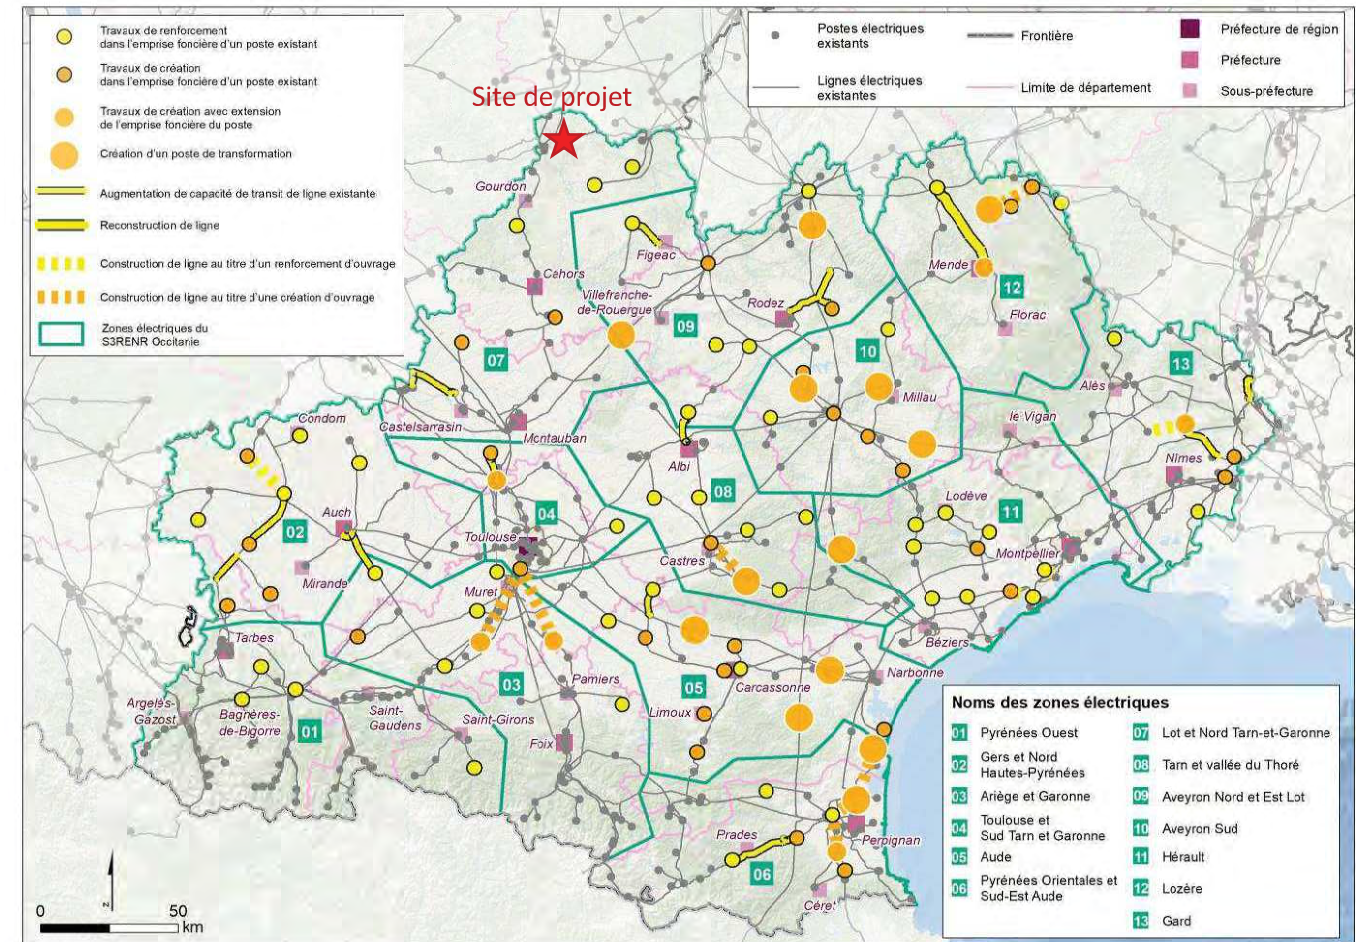 Travaux de renforcement
dans l'emprise foncière d'un poste existant
Travaux de création
dans l'emprise foncière d'un poste existant
Travaux de création avec extension
de l'emprise foncière du poste
Création d'un poste de transformation
Augmentation de capacité de transit de ligne existante
Reconstruction de ligne
Construction de ligne au titre d'un renforcement d'ouvrage
Construction de ligne au titre d'une création d'ouvrage
Zones électriques du
S3RENR Occitanie
Postes électriques
existants
Lignes électriques
existantes
Frontière
Limite de département
Préfecture de région
Préfecture
Sous-préfecture
Site de projet
Gourdon
Figeac
Cahors
Villefranche-
de-Rouergue
Rodez
Mende
12
Florac
09
07
10
13
Millau
Alès
le Vigan
Nîmes
Condom
Castelsarrasin
Montauban
Albi
08
04
02
Auch
Toulouse
Castres
Lodève
11
Montpellier
Mirande
Muret
Tarbes
Béziers
Narbonne
Argelès-
Gazost
Bagnères-
de-Bigorre
01
Saint-
Gaudens
03
Saint-Girons
Pamiers
Foix
05
Carcassonne
Limoux
Prades
06
Perpignan
Céret
0
50
km
z
Noms des zones électriques
01 Pyrénées Ouest
02 Gers et Nord
Hautes-Pyrénées
03 Ariège et Garonne
04 Toulouse et
Sud Tarn et Garonne
05 Aude
06 Pyrénées Orientales et
Sud-Est Aude
07 Lot et Nord Tarn-et-Garonne
08 Tarn et vallée du Thoré
09 Aveyron Nord et Est Lot
10 Aveyron Sud
11 Hérault
12 Lozère
13 Gard